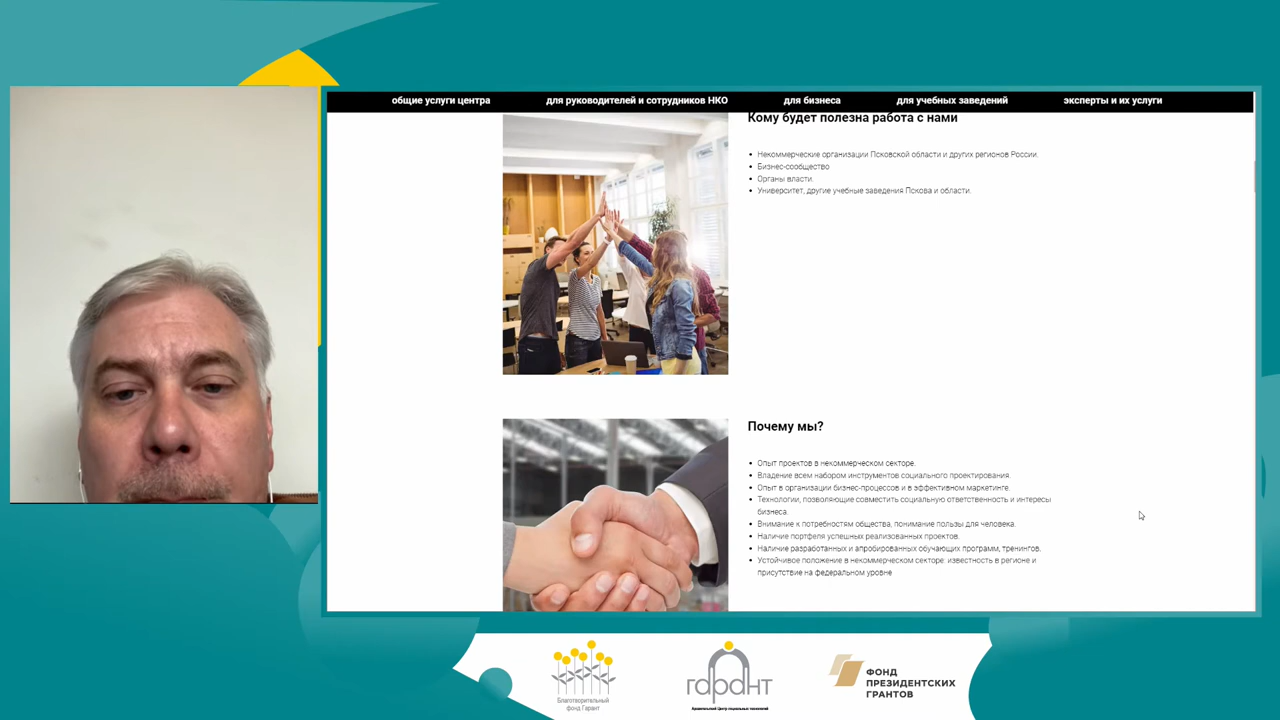 общие услуги центра
для руководителей и сотрудников НКО
для бизнеса
для учебных заведений
эксперты и их услуги
Кому будет полезна работа с нами
Некоммерческие организации Псковской области и других регионов России.
Бизнес-сообщество
Органы власти.
Университет, другие учебные заведения Пскова и области.
Почему мы?
Опыт проектов в некоммерческом секторе.
Владение всем набором инструментов социального проектирования.
Опыт в организации бизнес-процессов и в эффективном маркетинге.
Технологии, позволяющие совместить социальную ответственность и интересы
бизнеса.
Внимание к потребностям общества, понимание пользы для человека.
Наличие портфеля успешных реализованных проектов.
Наличие разработанных и апробированных обучающих программ, тренингов.
Устойчивое положение в некоммерческом секторе: известность в регионе и
присутствие на федеральном уровне
Благотворительный
фонд Гарант
гарант
Архангельский Центр социальных технологий
ФОНД
ПРЕЗИДЕНТСКИХ
ГРАНТОВ